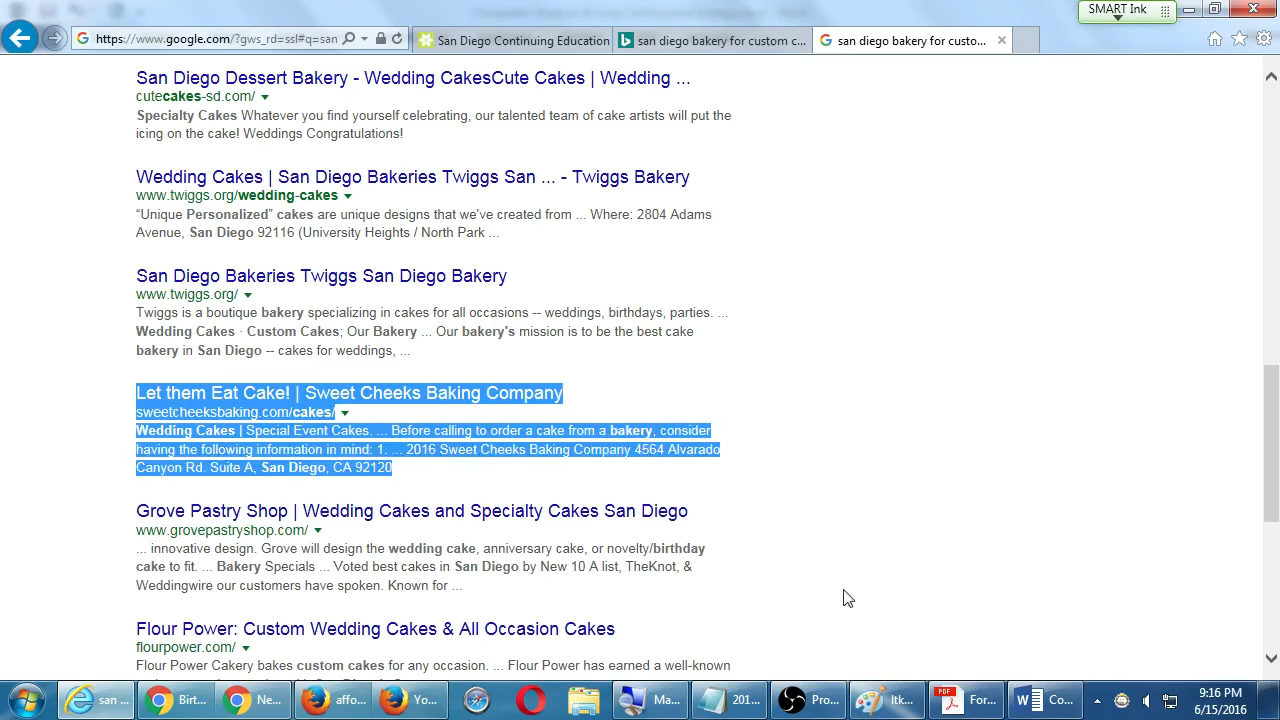 SMART Ink
https://www.google.com/?gws_rd=ssl#q=san
San Diego Continuing Education
san diego bakery for custom c...
san diego bakery for custo...
San Diego Dessert Bakery - Wedding CakesCute Cakes | Wedding ...
cutecakes-sd.com/
Specialty Cakes Whatever you find yourself celebrating, our talented team of cake artists will put the
icing on the cake! Weddings Congratulations!
Wedding Cakes | San Diego Bakeries Twiggs San ... - Twiggs Bakery
www.twiggs.org/wedding-cakes
“Unique Personalized” cakes are unique designs that we've created from ... Where: 2804 Adams
Avenue, San Diego 92116 (University Heights / North Park ...
San Diego Bakeries Twiggs San Diego Bakery
www.twiggs.org/
Twiggs is a boutique bakery specializing in cakes for all occasions -- weddings, birthdays, parties. ...
Wedding Cakes · Custom Cakes; Our Bakery ... Our bakery's mission is to be the best cake
bakery in San Diego -- cakes for weddings, ...
Let them Eat Cake! | Sweet Cheeks Baking Company
sweetcheeksbaking.com/cakes/
Wedding Cakes | Special Event Cakes. ... Before calling to order a cake from a bakery, consider
having the following information in mind: 1. ... 2016 Sweet Cheeks Baking Company 4564 Alvarado
Canyon Rd. Suite A, San Diego, CA 92120
Grove Pastry Shop | Wedding Cakes and Specialty Cakes San Diego
www.grovepastryshop.com/
... innovative design. Grove will design the wedding cake, anniversary cake, or novelty/birthday
cake to fit. ... Bakery Specials ... Voted best cakes in San Diego by New 10 A list, TheKnot, &
Weddingwire our customers have spoken. Known for ...
Flour Power: Custom Wedding Cakes & All Occasion Cakes
flourpower.com/
Flour Power Cakery bakes custom cakes for any occasion. ... Flour Power has earned a well-known
san ...
Birt...
Ne...
affo...
Yo...
Ma...
201...
Pro...
Itk...
PDF
For...
Co...
9:16 PM
6/15/2016